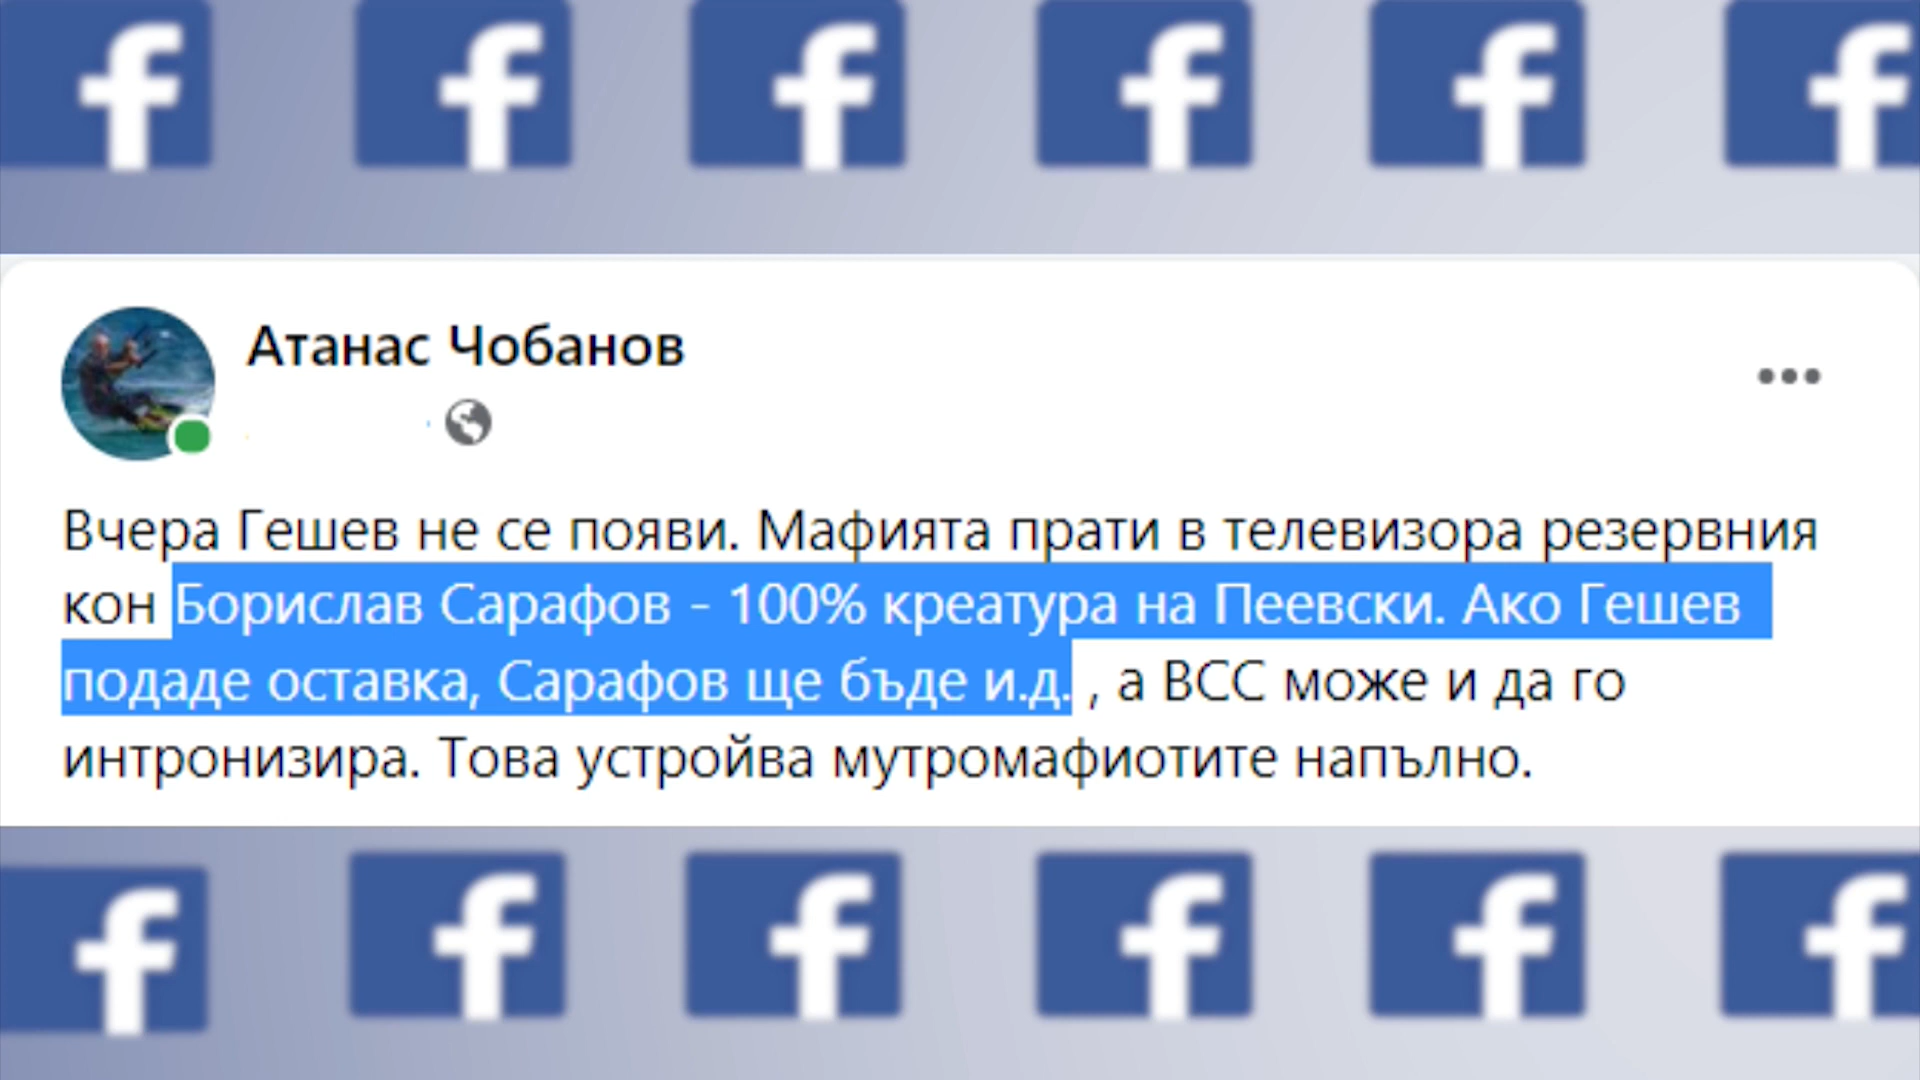 f f f f f f
Атанас Чобанов
Вчера Гешев не се появи. Мафията прати в телевизора резервния
кон Борислав Сарафов - 100% креатура на Пеевски. Ако Гешев
подаде оставка, Сарафов ще бъде и.д. , а ВСС може и да го
интронизира. Това устройва мутромафиотите напълно.
f f f f f f